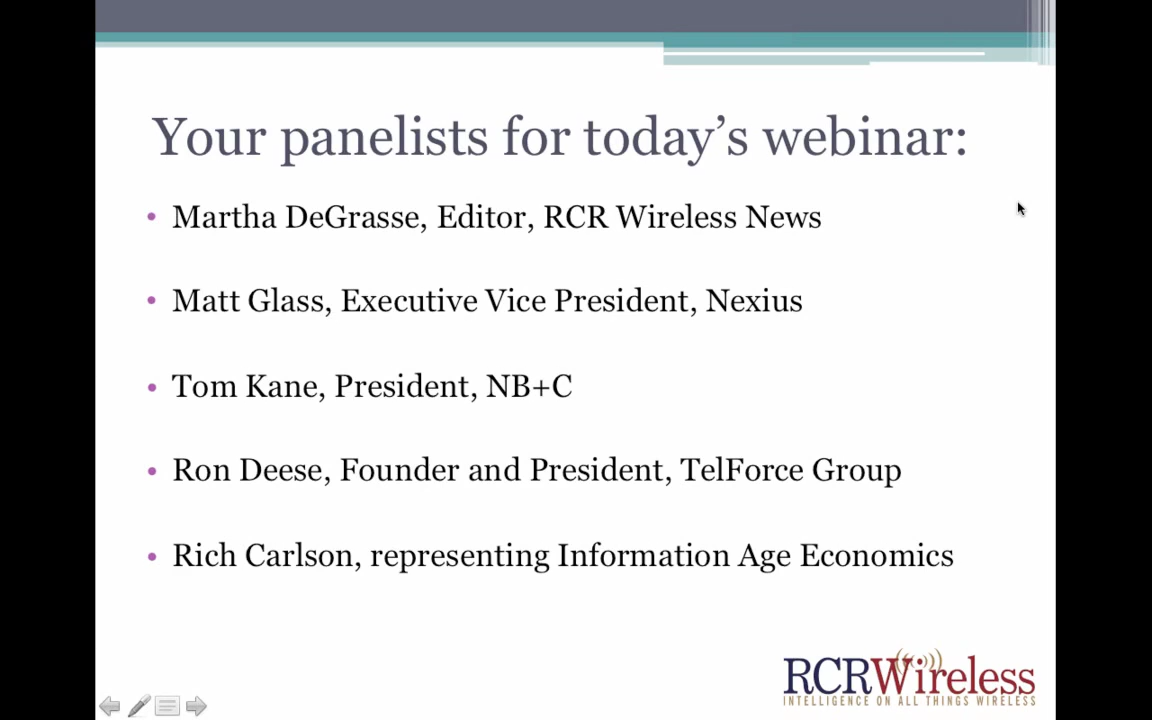 Your panelists for today's webinar:
• Martha DeGrasse, Editor, RCR Wireless News
• Matt Glass, Executive Vice President, Nexius
• Tom Kane, President, NB+C
• Ron Deese, Founder and President, TelForce Group
• Rich Carlson, representing Information Age Economics
RCRWireless
INTELLIGENCE ON ALL THINGS WIRELESS